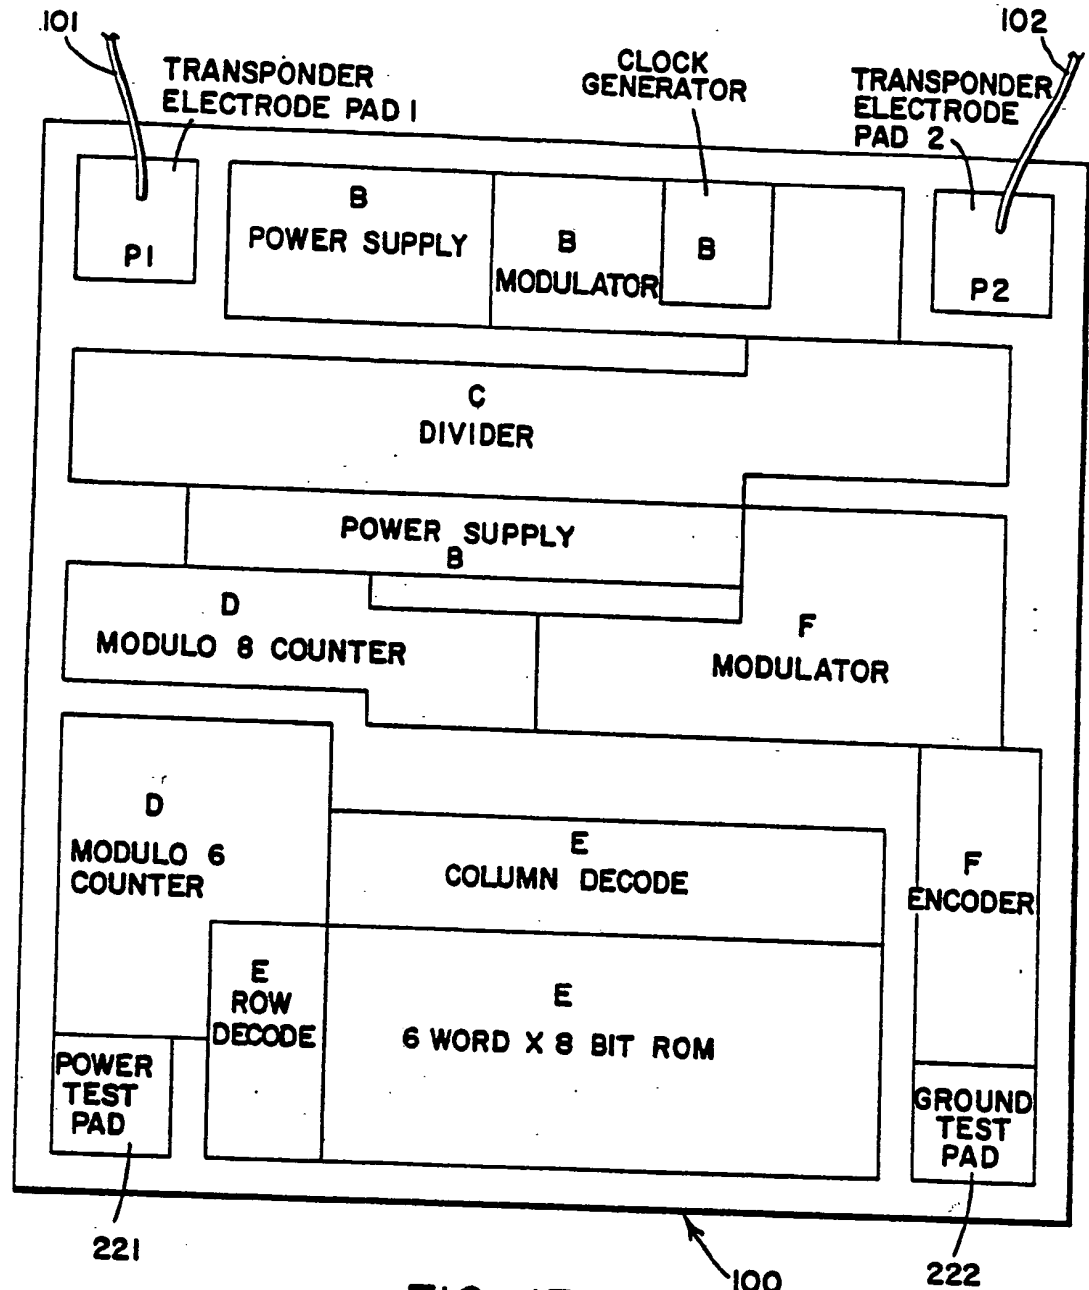 101
102
TRANSPONDER
ELECTRODE PAD 1
CLOCK
GENERATOR
TRANSPONDER
ELECTRODE
PAD 2
P1
B
POWER SUPPLY
B
MODULATOR
B
P2
C
DIVIDER
POWER SUPPLY
B
D
MODULO 8 COUNTER
F
MODULATOR
D
MODULO 6
COUNTER
E
COLUMN DECODE
F
ENCODER
E
ROW
DECODE
E
6 WORD X 8 BIT ROM
POWER
TEST
PAD
GROUND
TEST
PAD
221
100
222